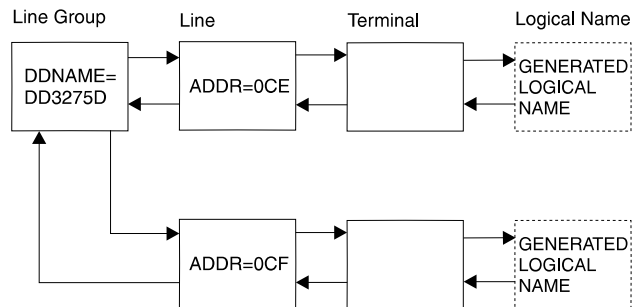 Line Group
Line
Terminal
Logical Name
DDNAME=
DD3275D
ADDR=0CE
GENERATED
LOGICAL
NAME
ADDR=0CF
GENERATED
LOGICAL
NAME